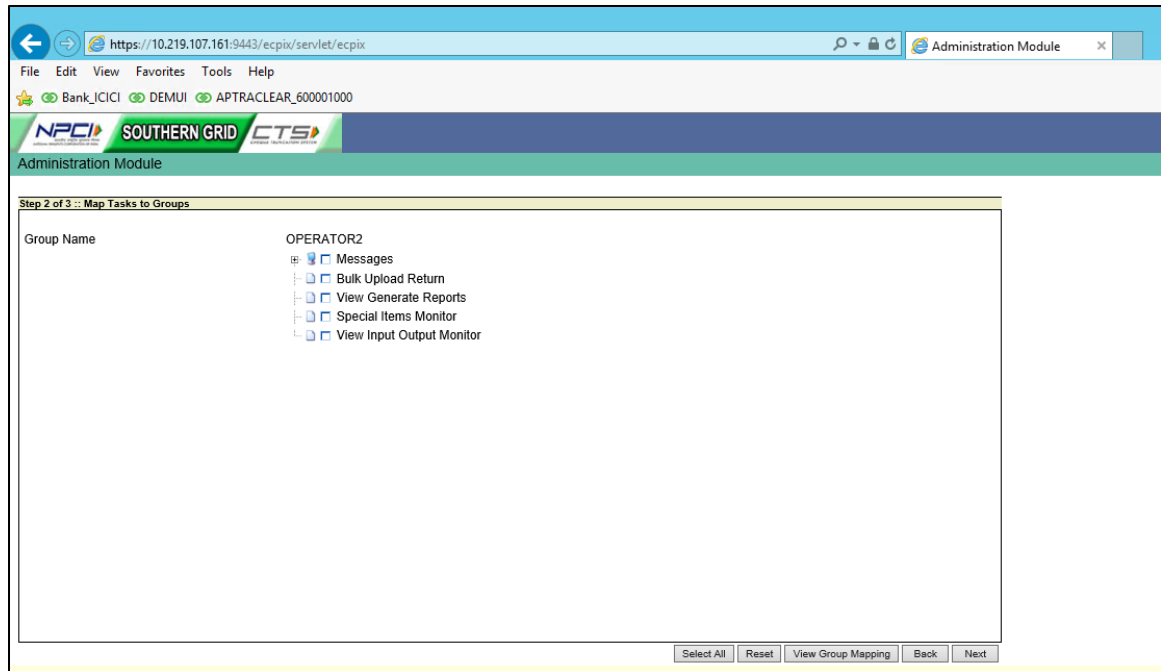 https://10.219.107.161:9443/ecpix/servlet/ecpix
Administration Module
File Edit View Favorites Tools Help
Bank_ICICI DEMUI APTRACLEAR_600001000
NPCI SOUTHERN GRID CTS
Administration Module
Step 2 of 3 :: Map Tasks to Groups
Group Name OPERATOR2
Messages
Bulk Upload Return
View Generate Reports
Special Items Monitor
View Input Output Monitor
Select All Reset View Group Mapping Back Next